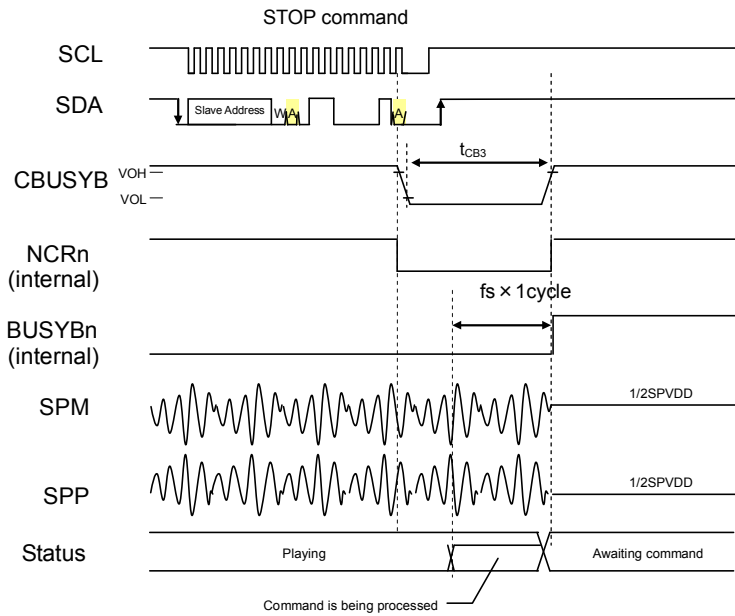 STOP command
SCL
SDA
Slave Address
W
A
A
CBUSYB
VOH
VOL
tCB3
NCRn
(internal)
fs × 1cycle
BUSYBn
(internal)
SPM
1/2SPVDD
SPP
1/2SPVDD
Status
Playing
Awaiting command
Command is being processed